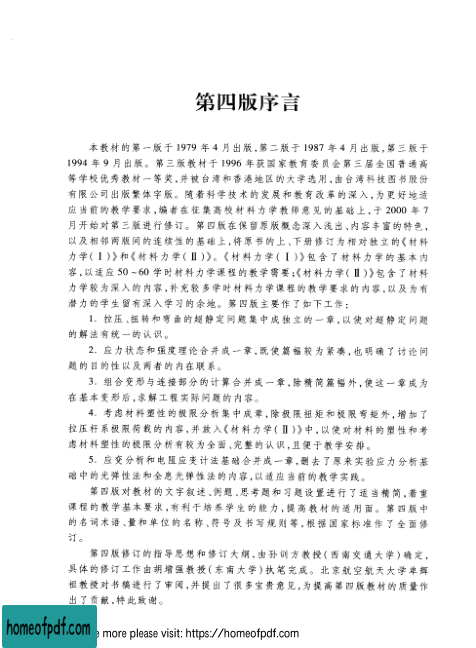 第四版序言
本教材的第一版于 1979 年 4 月出版,第二版于 1987 年 4 月出版,第三版于
1994 年 9 月出版。第三版教材于 1996 年获国家教育委员会第三届全国普通高
等学校优秀教材一等奖,并被台湾和香港地区的大学选用,由台湾科技图书股份
有限公司出版繁体字版。随着科学技术的发展和教育改革的深入,为更好地适
应当前的教学要求,编者在征集高校材料力学教师意见的基础上,于 2000 年 7
月开始对第三版进行修订。第四版在保留原版概念深入浅出、内容丰富的特色,
以及相邻两版间的连续性的基础上,将原书的上、下册修订为相对独立的《材料
力学(Ⅰ)》和《材料力学(Ⅱ)》。《材料力学(Ⅰ)》包含了材料力学的基本内
容,以适应 50~60 学时材料力学课程的教学需要;《材料力学(Ⅱ)》包含了材料
力学较为深入的内容,补充较多学时材料力学课程的教学要求的内容,以及为有
潜力的学生留有深入学习的余地。第四版主要作了如下工作:
1. 拉压、扭转和弯曲的超静定问题集中成独立的一章,以使对超静定问题
的解法有统一的认识。
2. 应力状态和强度理论合并成一章,既使篇幅较为紧凑,也明确了讨论问
题的目的性以及两者的内在联系。
3. 组合变形与连接部分的计算合并成一章,除精简篇幅外,使这一章成为
在基本变形后,求解工程实际问题的内容。
4. 考虑材料塑性的极限分析集中成章,除极限扭矩和极限弯矩外,增加了
拉压杆系极限荷载的内容,并放入《材料力学(Ⅱ)》中,以使对材料的塑性和考
虑材料塑性的极限分析有较为全面、完整的认识,且便于教学安排。
5. 应变分析和电阻应变计法基础合并成一章,删去了原来实验应力分析基
础中的光弹性法和全息光弹性法的内容,以适应当前的教学实践。
第四版对教材的文字叙述、例题、思考题和习题设置进行了适当精简,着重
课程的教学基本要求,有利于培养学生的能力,提高教材的适用面。第四版中
的名词术语、量和单位的名称、符号及书写规则等,根据国家标准作了全面修
订。
第四版修订的指导思想和修订大纲,由孙训方教授(西南交通大学)确定,
具体的修订工作由胡增强教授(东南大学)执笔完成。北京航空航天大学单辉
祖教授对书稿进行了审阅,并提出了很多宝贵意见,为提高第四版教材的质量作
出了贡献,特此致谢。
homeofpdf.com
e more please visit: https://homeofpdf.com